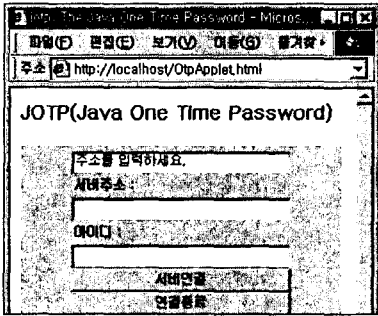 jotp, The Java One Time Password - Micros...
파일(F) 편집(E) 보기(V) 이동(G) 즐겨찾
주소 http://localhost/OtpApplet.html
JOTP(Java One Time Password)
주소를 입력하세요.
서버주소 :
아이디 :
서버연결
연결종료